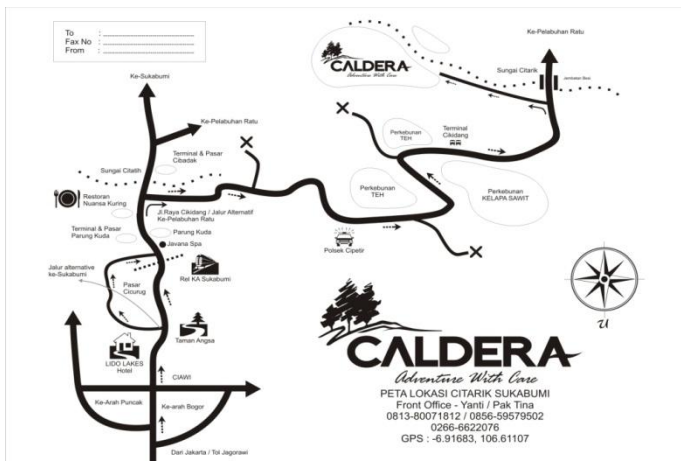 To : 
Fax No : 
From : 
Ke-Sukabumi
Ke-Pelabuhan Ratu
CALDERA
Adventure With Care
Ke-Pelabuhan Ratu
Sungai Citarik
Terminal & Pasar
Cibadak
Sungai Citatih
Restoran
Nuansa Kuring
Jl.Raya Cikidang / Jalur Alternatif
Ke-Pelabuhan Ratu
Terminal & Pasar
Parung Kuda
Parung Kuda
Javana Spa
Jalur alternative
ke-Sukabumi
Pasar
Cicurug
Rel KA Sukabumi
Taman Angsa
LIDO LAKES
Hotel
CIAWI
Ke-Arah Puncak
Ke-arah Bogor
Dari Jakarta / Tol Jagorawi
Perkebunan
TEH
Terminal
Cikidang
Perkebunan
TEH
Perkebunan
KELAPA SAWIT
Polsek Cipetir
U
CALDERA
Adventure With Care
PETA LOKASI CITARIK SUKABUMI
Front Office - Yanti / Pak Tina
0813-80071812 / 0856-59579502
0266-6622076
GPS : -6.91683, 106.61107